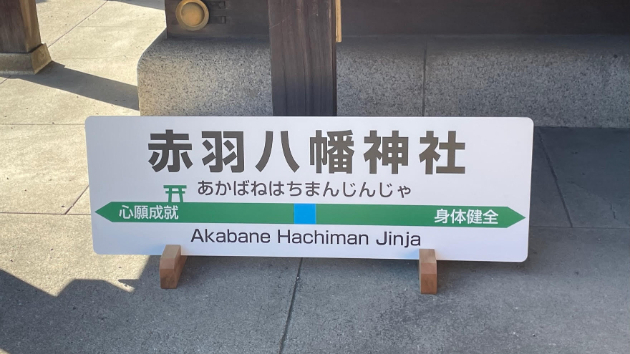 赤羽八幡神社
あかばねはちまんじんじゃ
心願成就 身体健全
Akabane Hachiman Jinja